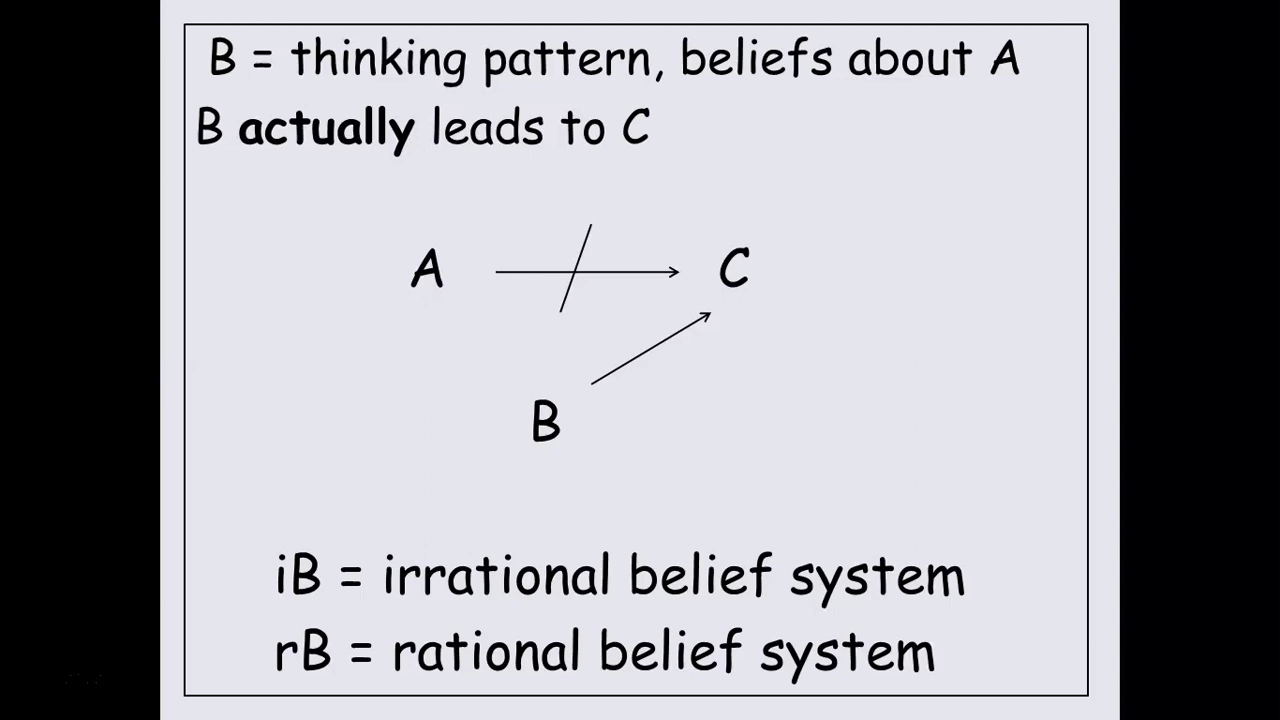 B = thinking pattern, beliefs about A
B actually leads to C
A C
B
iB = irrational belief system
rB = rational belief system